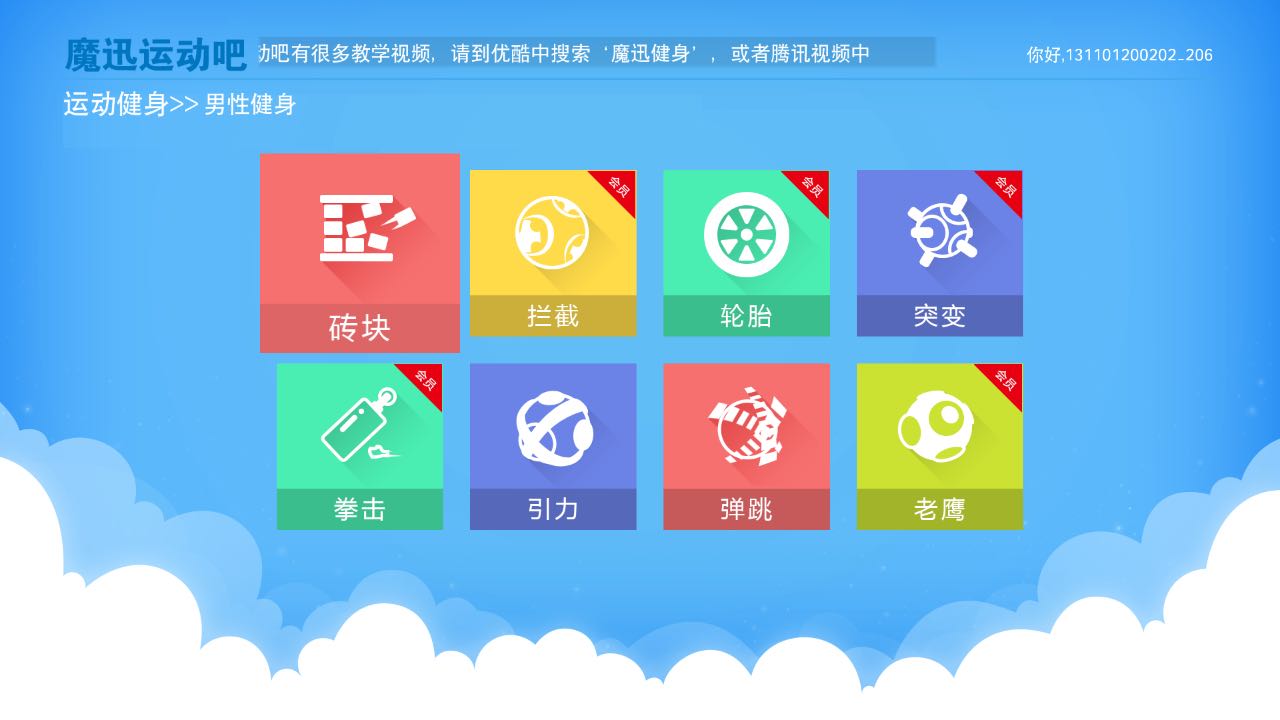 魔迅运动吧
动吧有很多教学视频, 请到优酷中搜索 ‘魔迅健身’ , 或者腾讯视频中
你好,131101200202_206
运动健身>> 男性健身
砖块
会员
拦截
会员
轮胎
会员
突变
会员
拳击
引力
弹跳
会员
老鹰